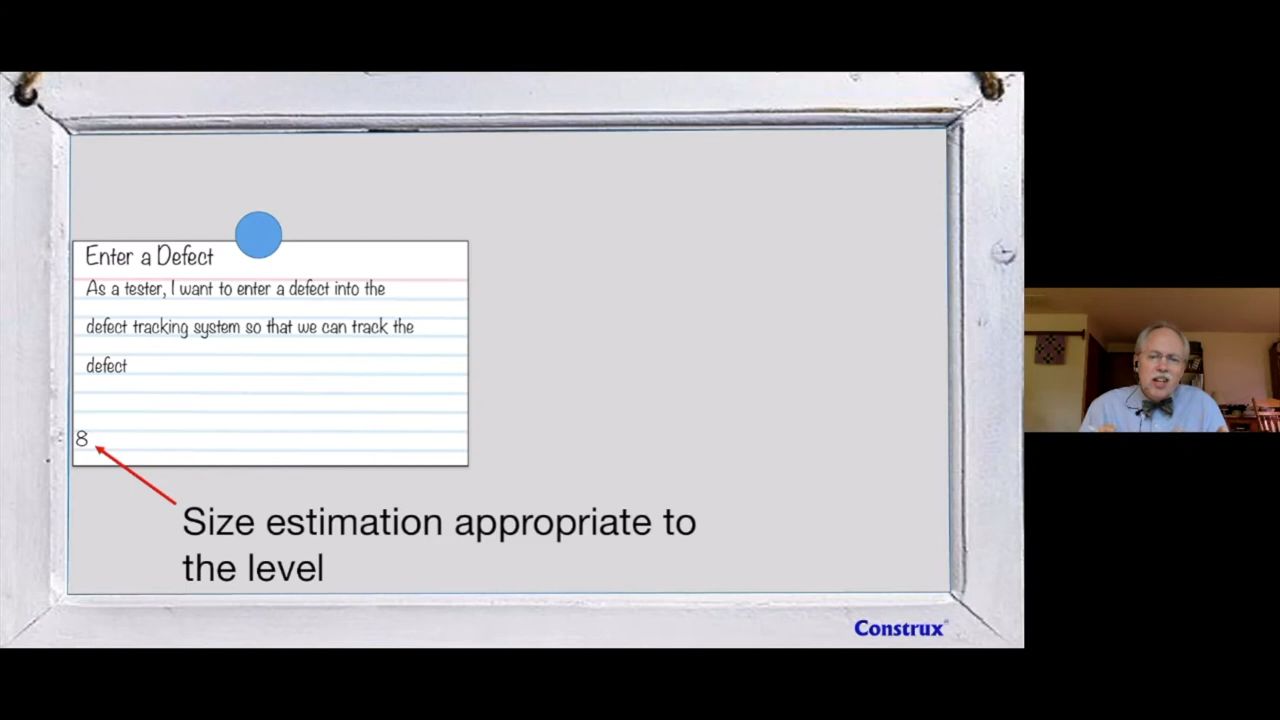 Enter a Defect
As a tester, I want to enter a defect into the
defect tracking system so that we can track the
defect
8
Size estimation appropriate to
the level
Construx